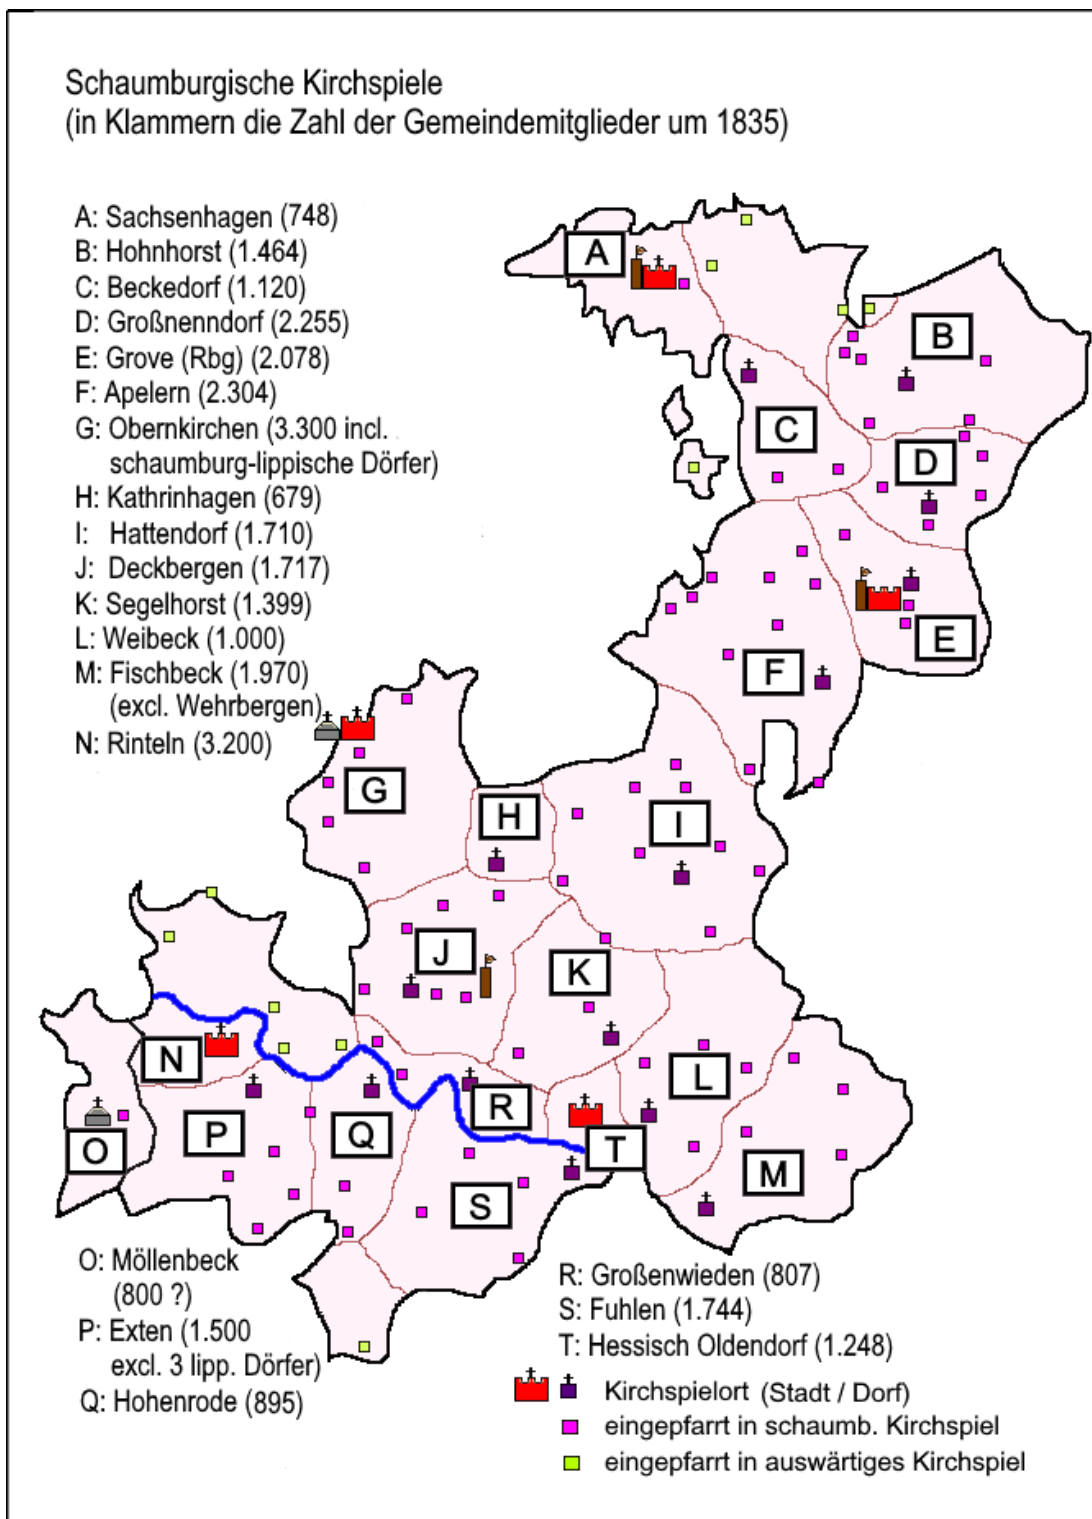 Schaumburgische Kirchspiele
(in Klammern die Zahl der Gemeindemitglieder um 1835)
A: Sachsenhagen (748)
B: Hohnhorst (1.464)
C: Beckedorf (1.120)
D: Großnenndorf (2.255)
E: Grove (Rbg) (2.078)
F: Apelern (2.304)
G: Obernkirchen (3.300 incl.
schaumburg-lippische Dörfer)
H: Kathrinhagen (679)
I: Hattendorf (1.710)
J: Deckbergen (1.717)
K: Segelhorst (1.399)
L: Weibeck (1.000)
M: Fischbeck (1.970)
(excl. Wehrbergen)
N: Rinteln (3.200)
A
B
C
D
E
F
G
H
I
J
K
L
M
N
O
P
Q
R
S
T
O: Möllenbeck
(800 ?)
P: Exten (1.500
excl. 3 lipp. Dörfer)
Q: Hohenrode (895)
R: Großenwieden (807)
S: Fuhlen (1.744)
T: Hessisch Oldendorf (1.248)
Kirchspielort (Stadt / Dorf)
eingepfarrt in schaumb. Kirchspiel
eingepfarrt in auswärtiges Kirchspiel